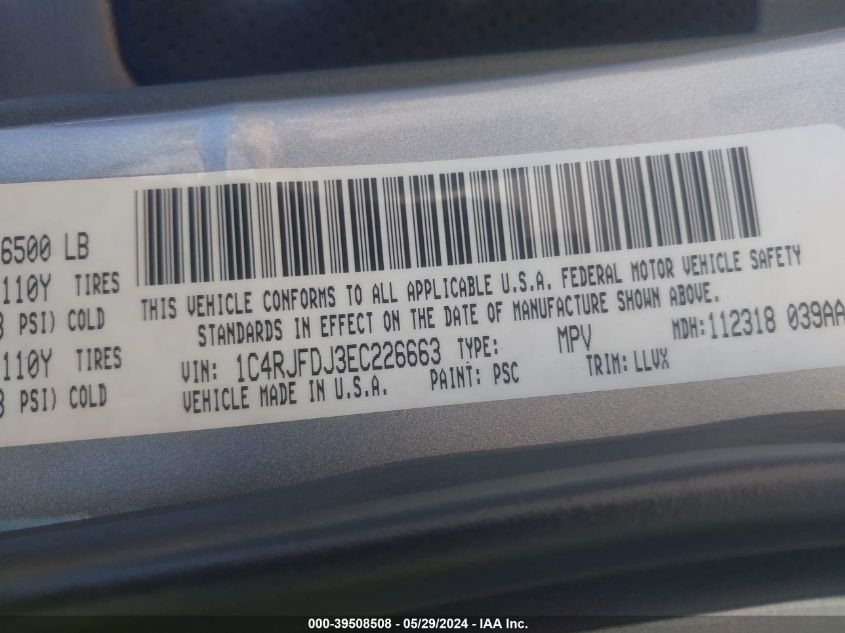 6500 LB
110Y TIRES
PSI) COLD
110Y TIRES
PSI) COLD
THIS VEHICLE CONFORMS TO ALL APPLICABLE U.S.A. FEDERAL MOTOR VEHICLE SAFETY
STANDARDS IN EFFECT ON THE DATE OF MANUFACTURE SHOWN ABOVE.
VIN: 1C4RJFDJ3EC226663 TYPE: MPV MDH: 112318 039AA
VEHICLE MADE IN U.S.A. PAINT: PSC TRIM: LLVX
000-39508508 - 05/29/2024 - IAA Inc.